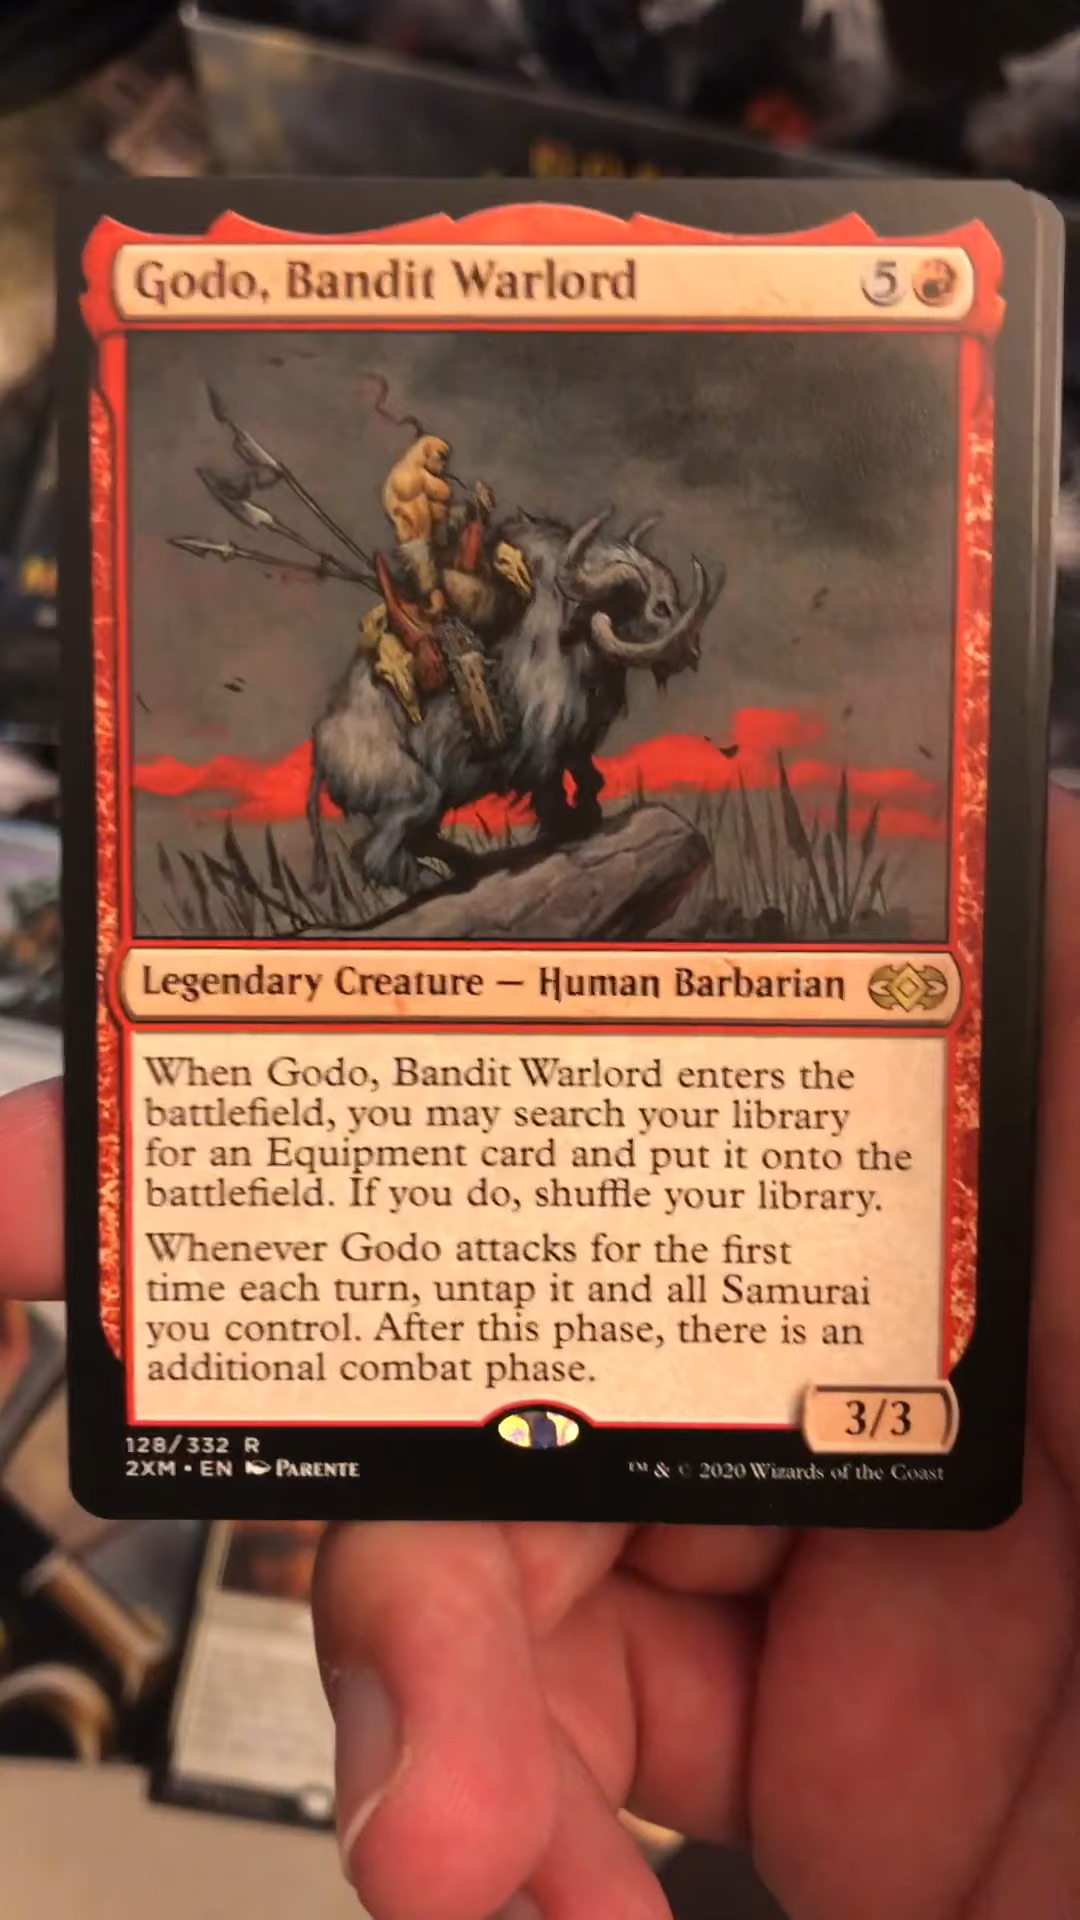 Godo, Bandit Warlord 5
Legendary Creature — Human Barbarian
When Godo, Bandit Warlord enters the
battlefield, you may search your library
for an Equipment card and put it onto the
battlefield. If you do, shuffle your library.
Whenever Godo attacks for the first
time each turn, untap it and all Samurai
you control. After this phase, there is an
additional combat phase.
3/3
128/332 R
2XM • EN PARENTE
™ & © 2020 Wizards of the Coast